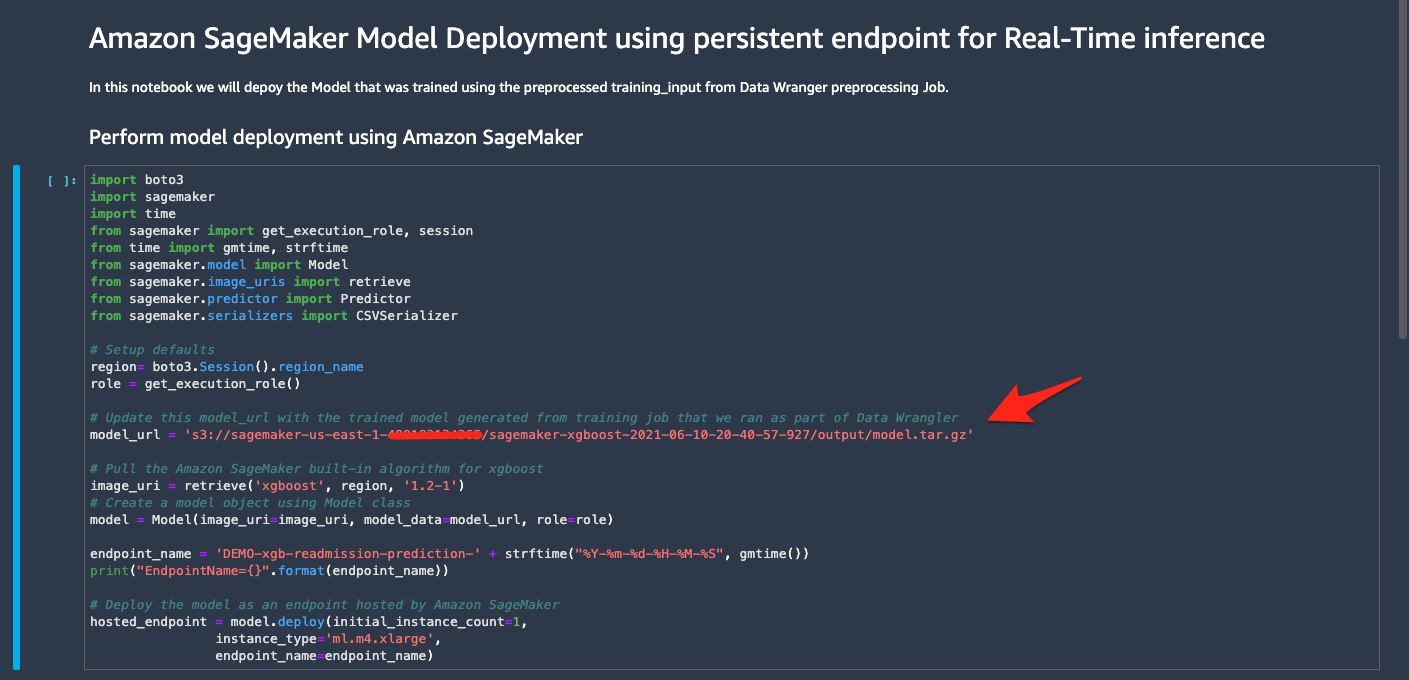 Amazon SageMaker Model Deployment using persistent endpoint for Real-Time inference
In this notebook we will depoy the Model that was trained using the preprocessed training_input from Data Wranger preprocessing Job.
Perform model deployment using Amazon SageMaker
[ ]:
import boto3
import sagemaker
import time
from sagemaker import get_execution_role, session
from time import gmtime, strftime
from sagemaker.model import Model
from sagemaker.image_uris import retrieve
from sagemaker.predictor import Predictor
from sagemaker.serializers import CSVSerializer
# Setup defaults
region= boto3.Session().region_name
role = get_execution_role()
# Update this model_url with the trained model generated from training job that we ran as part of Data Wrangler
model_url = 's3://sagemaker-us-east-1-/sagemaker-xgboost-2021-06-10-20-40-57-927/output/model.tar.gz'
# Pull the Amazon SageMaker built-in algorithm for xgboost
image_uri = retrieve('xgboost', region, '1.2-1')
# Create a model object using Model class
model = Model(image_uri=image_uri, model_data=model_url, role=role)
endpoint_name = 'DEMO-xgb-readmission-prediction-' + strftime("%Y-%m-%d-%H-%M-%S", gmtime())
print("EndpointName={}".format(endpoint_name))
# Deploy the model as an endpoint hosted by Amazon SageMaker
hosted_endpoint = model.deploy(initial_instance_count=1,
instance_type='ml.m4.xlarge',
endpoint_name=endpoint_name)